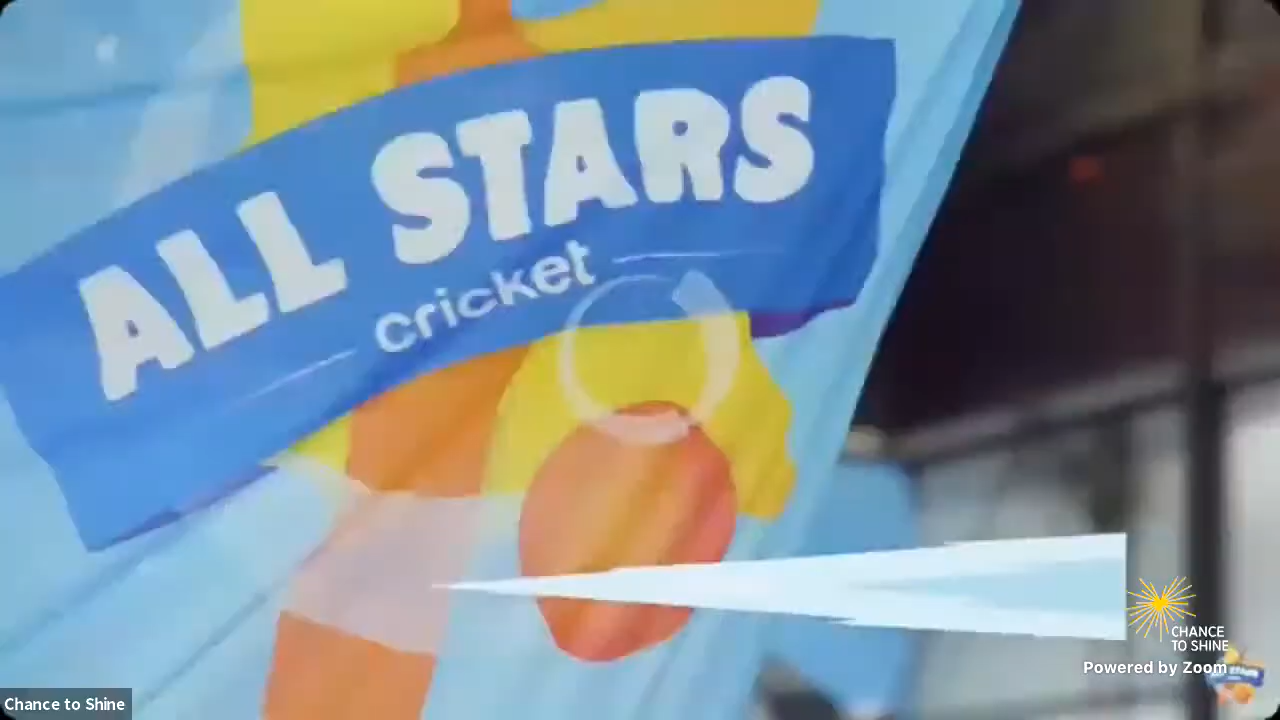 ALL STARS
cricket
CHANCE
TO SHINE
Powered by Zoom
Chance to Shine